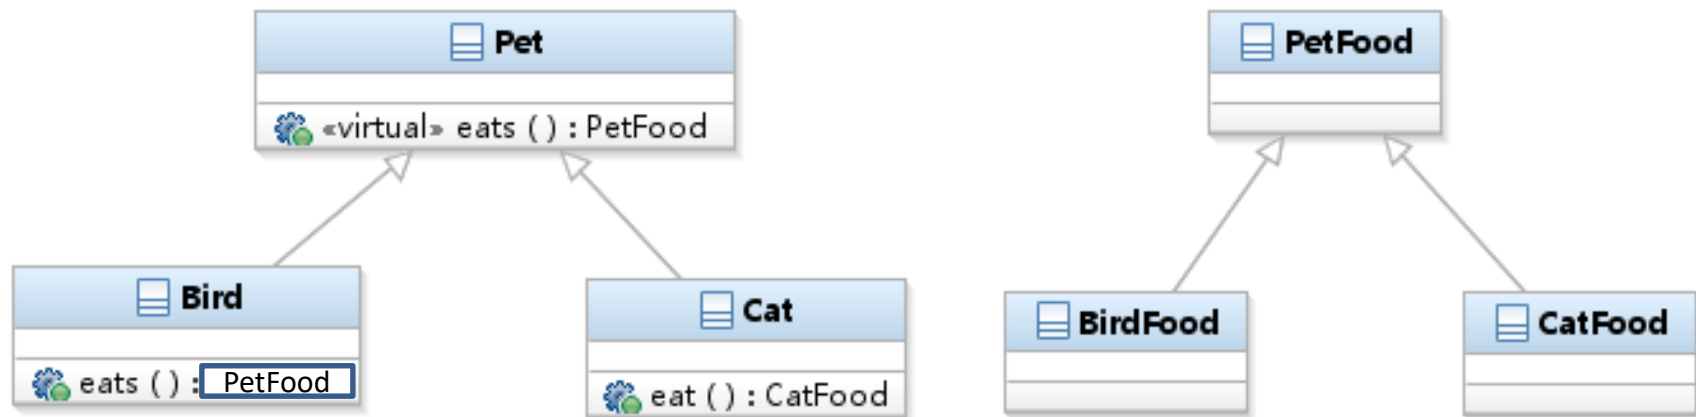 Pet
«virtual» eats ( ) : PetFood
PetFood
Bird
eats ( ) : PetFood
Cat
eat ( ) : CatFood
BirdFood
CatFood